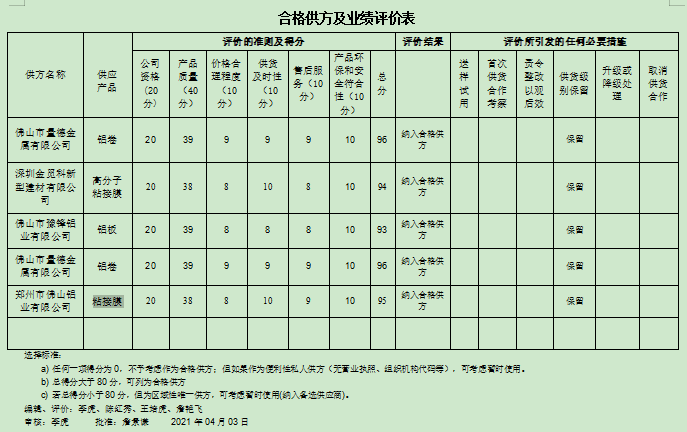 合格供方及业绩评价表
供方名称 供应产品 评价的准则及得分 评价结果 评价所引发的任何必要措施
公司资格（20分） 产品质量（40分） 价格合理程度（10分） 供货及时性（10分） 售后服务（10分） 产品环保和安全符合性（10分） 总分 送样试用 首次供货合作考察 责令整改以观后效 供货级别保留 升级或降级处理 取消供货合作
佛山市量德金属有限公司 铝卷 20 39 9 9 9 10 96 纳入合格供方 保留
深圳金觅科新型建材有限公司 高分子粘接膜 20 38 8 10 8 10 94 纳入合格供方 保留
佛山市豫锋铝业有限公司 铝板 20 39 8 8 8 10 93 纳入合格供方 保留
佛山市量德金属有限公司 铝卷 20 39 9 9 9 10 96 纳入合格供方 保留
郑州市佛山铝业有限公司 粘接膜 20 38 8 10 9 10 95 纳入合格供方 保留
选择标准：
a) 任何一项得分为0，不予考虑作为合格供方；但如果作为便利性私人供方（无营业执照、组织机构代码等），可考虑暂时使用。
b) 总得分大于80分，可列为合格供方
c) 若总得分小于80分，但为区域性唯一供方，可考虑暂时使用(纳入备选供应商)。
编辑、评价：李虎、陈红秀、王培虎、詹艳飞
审核：李虎 批准：詹景谦 2021年04月03日